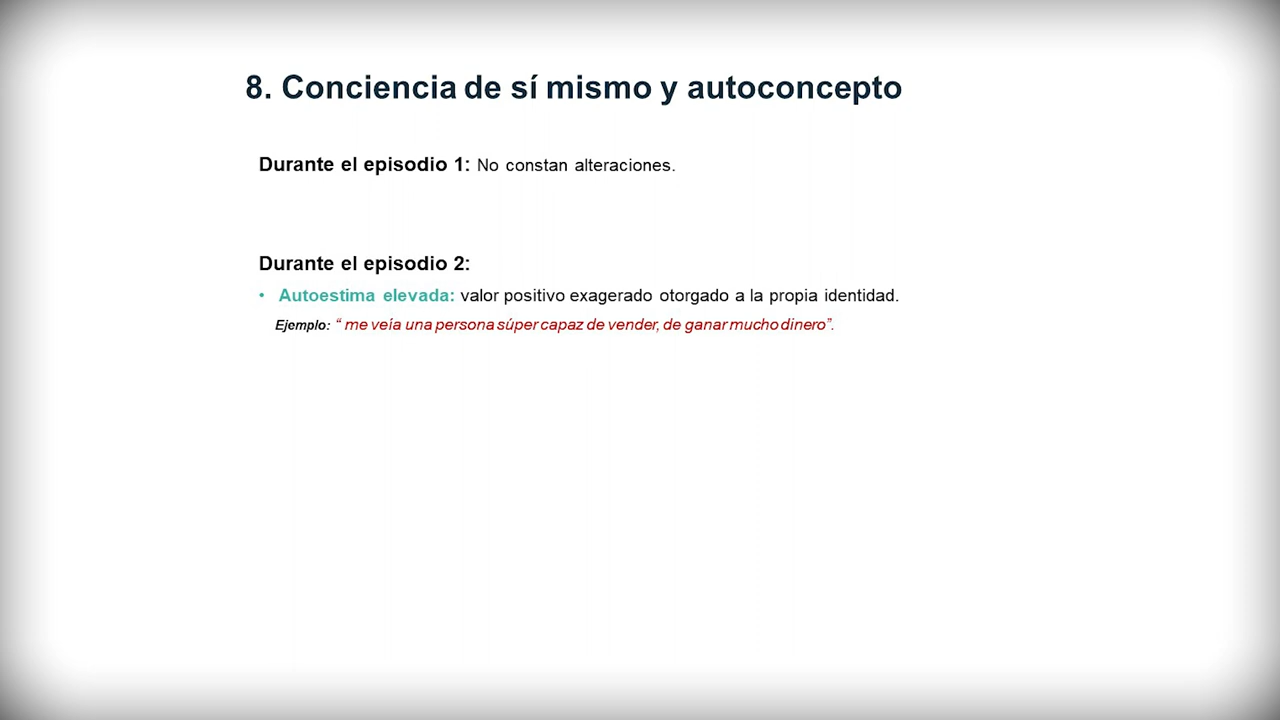 8. Conciencia de sí mismo y autoconcepto
Durante el episodio 1: No constan alteraciones.
Durante el episodio 2:
• Autoestima elevada: valor positivo exagerado otorgado a la propia identidad.
Ejemplo: “ me veía una persona súper capaz de vender, de ganar mucho dinero”.